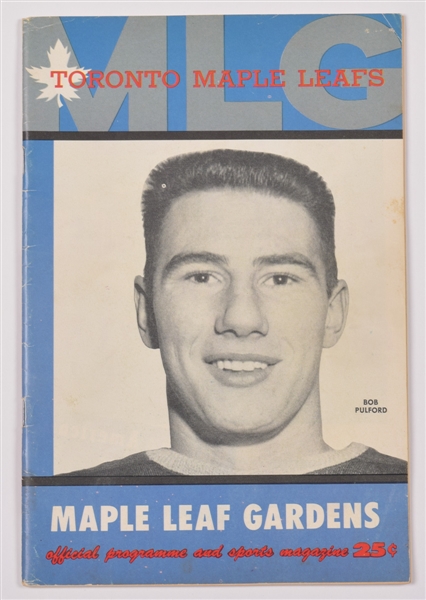 MLG
TORONTO MAPLE LEAFS
BOB
PULFORD
MAPLE LEAF GARDENS
official programme and sports magazine 25¢